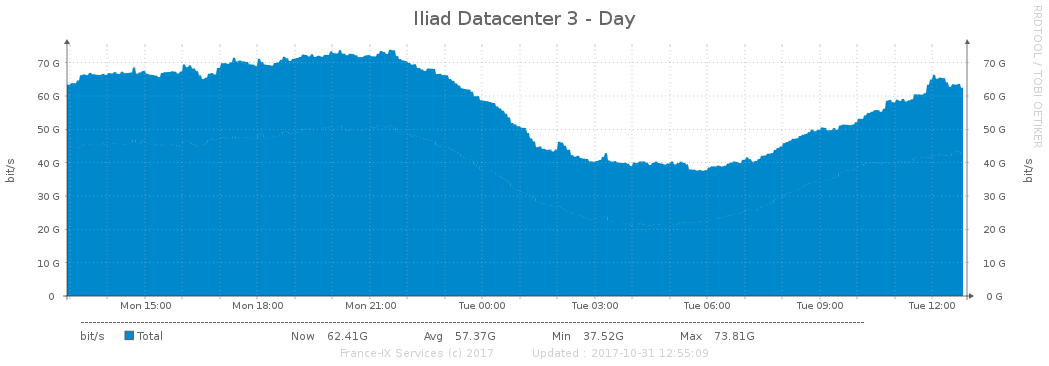 Iliad Datacenter 3 - Day
RRDTOOL / TOBI OETIKER
70 G 70 G
60 G 60 G
50 G 50 G
40 G 40 G
30 G 30 G
20 G 20 G
10 G 10 G
0 0 G
bit/s bit/s
Mon 15:00 Mon 18:00 Mon 21:00 Tue 00:00 Tue 03:00 Tue 06:00 Tue 09:00 Tue 12:00
bit/s Total Now 62.41G Avg 57.37G Min 37.52G Max 73.81G
France-IX Services (c) 2017 Updated : 2017-10-31 12:55:09